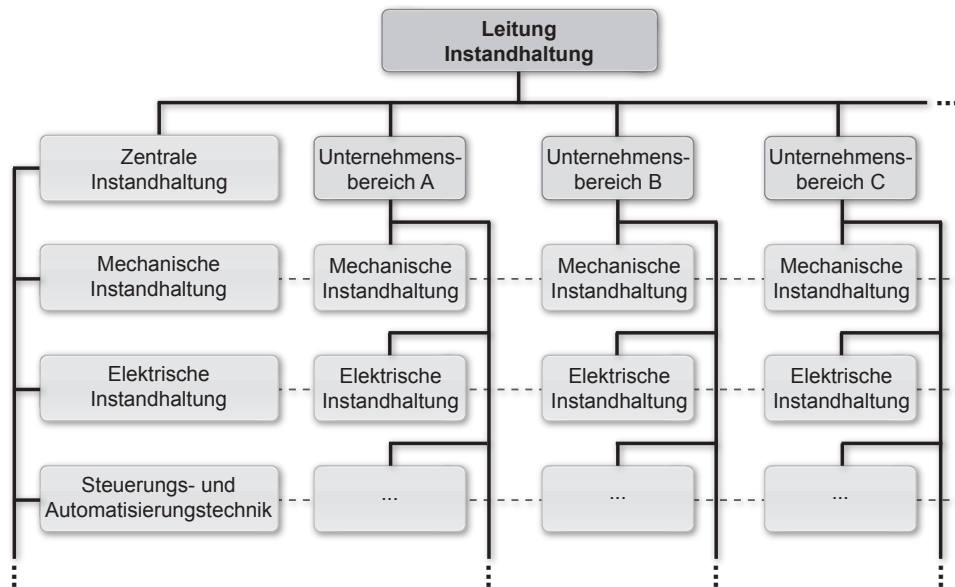 Leitung
Instandhaltung
...
Zentrale
Instandhaltung
Unternehmens-
bereich A
Unternehmens-
bereich B
Unternehmens-
bereich C
Mechanische
Instandhaltung
Mechanische
Instandhaltung
Mechanische
Instandhaltung
Mechanische
Instandhaltung
Elektrische
Instandhaltung
Elektrische
Instandhaltung
Elektrische
Instandhaltung
Elektrische
Instandhaltung
Steuerungs- und
Automatisierungstechnik
...
...
...